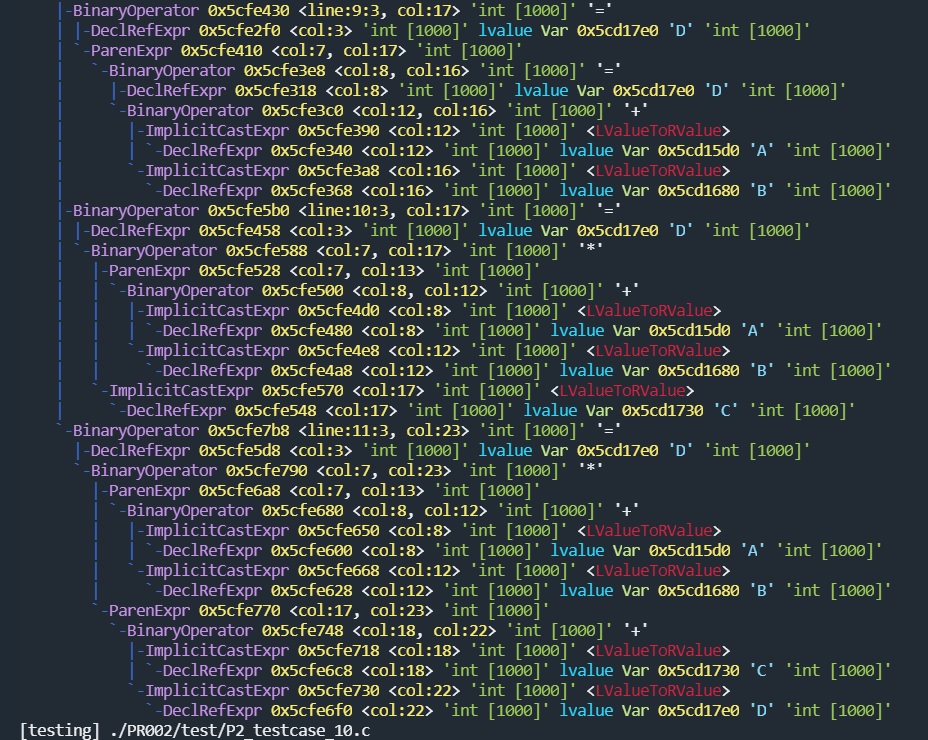 |-BinaryOperator 0x5cfe430 <line:9:3, col:17> 'int [1000]' '='
| |-DeclRefExpr 0x5cfe2f0 <col:3> 'int [1000]' lvalue Var 0x5cd17e0 'D' 'int [1000]'
| `-ParenExpr 0x5cfe410 <col:7, col:17> 'int [1000]'
|   `-BinaryOperator 0x5cfe3e8 <col:8, col:16> 'int [1000]' '='
|     |-DeclRefExpr 0x5cfe318 <col:8> 'int [1000]' lvalue Var 0x5cd17e0 'D' 'int [1000]'
|     `-BinaryOperator 0x5cfe3c0 <col:12, col:16> 'int [1000]' '+'
|       |-ImplicitCastExpr 0x5cfe390 <col:12> 'int [1000]' <LValueToRValue>
|       | `-DeclRefExpr 0x5cfe340 <col:12> 'int [1000]' lvalue Var 0x5cd15d0 'A' 'int [1000]'
|       `-ImplicitCastExpr 0x5cfe3a8 <col:16> 'int [1000]' <LValueToRValue>
|         `-DeclRefExpr 0x5cfe368 <col:16> 'int [1000]' lvalue Var 0x5cd1680 'B' 'int [1000]'
|-BinaryOperator 0x5cfe5b0 <line:10:3, col:17> 'int [1000]' '='
| |-DeclRefExpr 0x5cfe458 <col:3> 'int [1000]' lvalue Var 0x5cd17e0 'D' 'int [1000]'
| `-BinaryOperator 0x5cfe588 <col:7, col:17> 'int [1000]' '*'
|   |-ParenExpr 0x5cfe528 <col:7, col:13> 'int [1000]'
|   | `-BinaryOperator 0x5cfe500 <col:8, col:12> 'int [1000]' '+'
|   |   |-ImplicitCastExpr 0x5cfe4d0 <col:8> 'int [1000]' <LValueToRValue>
|   |   | `-DeclRefExpr 0x5cfe480 <col:8> 'int [1000]' lvalue Var 0x5cd15d0 'A' 'int [1000]'
|   |   `-ImplicitCastExpr 0x5cfe4e8 <col:12> 'int [1000]' <LValueToRValue>
|   |     `-DeclRefExpr 0x5cfe4a8 <col:12> 'int [1000]' lvalue Var 0x5cd1680 'B' 'int [1000]'
|   `-ImplicitCastExpr 0x5cfe570 <col:17> 'int [1000]' <LValueToRValue>
|     `-DeclRefExpr 0x5cfe548 <col:17> 'int [1000]' lvalue Var 0x5cd1730 'C' 'int [1000]'
`-BinaryOperator 0x5cfe7b8 <line:11:3, col:23> 'int [1000]' '='
  |-DeclRefExpr 0x5cfe5d8 <col:3> 'int [1000]' lvalue Var 0x5cd17e0 'D' 'int [1000]'
  `-BinaryOperator 0x5cfe790 <col:7, col:23> 'int [1000]' '*'
    |-ParenExpr 0x5cfe6a8 <col:7, col:13> 'int [1000]'
    | `-BinaryOperator 0x5cfe680 <col:8, col:12> 'int [1000]' '+'
    |   |-ImplicitCastExpr 0x5cfe650 <col:8> 'int [1000]' <LValueToRValue>
    |   | `-DeclRefExpr 0x5cfe600 <col:8> 'int [1000]' lvalue Var 0x5cd15d0 'A' 'int [1000]'
    |   `-ImplicitCastExpr 0x5cfe668 <col:12> 'int [1000]' <LValueToRValue>
    |     `-DeclRefExpr 0x5cfe628 <col:12> 'int [1000]' lvalue Var 0x5cd1680 'B' 'int [1000]'
    `-ParenExpr 0x5cfe770 <col:17, col:23> 'int [1000]'
      `-BinaryOperator 0x5cfe748 <col:18, col:22> 'int [1000]' '+'
        |-ImplicitCastExpr 0x5cfe718 <col:18> 'int [1000]' <LValueToRValue>
        | `-DeclRefExpr 0x5cfe6c8 <col:18> 'int [1000]' lvalue Var 0x5cd1730 'C' 'int [1000]'
        `-ImplicitCastExpr 0x5cfe730 <col:22> 'int [1000]' <LValueToRValue>
          `-DeclRefExpr 0x5cfe6f0 <col:22> 'int [1000]' lvalue Var 0x5cd17e0 'D' 'int [1000]'
[testing] ./PR002/test/P2_testcase_10.c